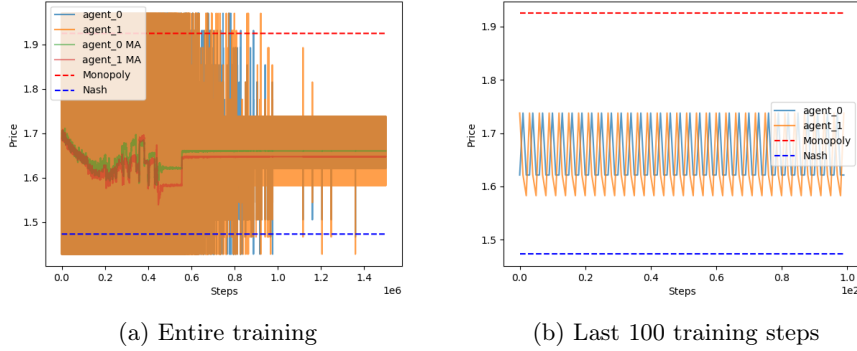 1.9
1.8
1.7
1.6
1.5
Price
agent_0
agent_1
agent_0 MA
agent_1 MA
Monopoly
Nash
0.0 0.2 0.4 0.6 0.8 1.0 1.2 1.4
1e6
Steps
(a) Entire training
1.9
1.8
1.7
1.6
1.5
Price
agent_0
agent_1
Monopoly
Nash
0.0 0.2 0.4 0.6 0.8 1.0
1e2
Steps
(b) Last 100 training steps